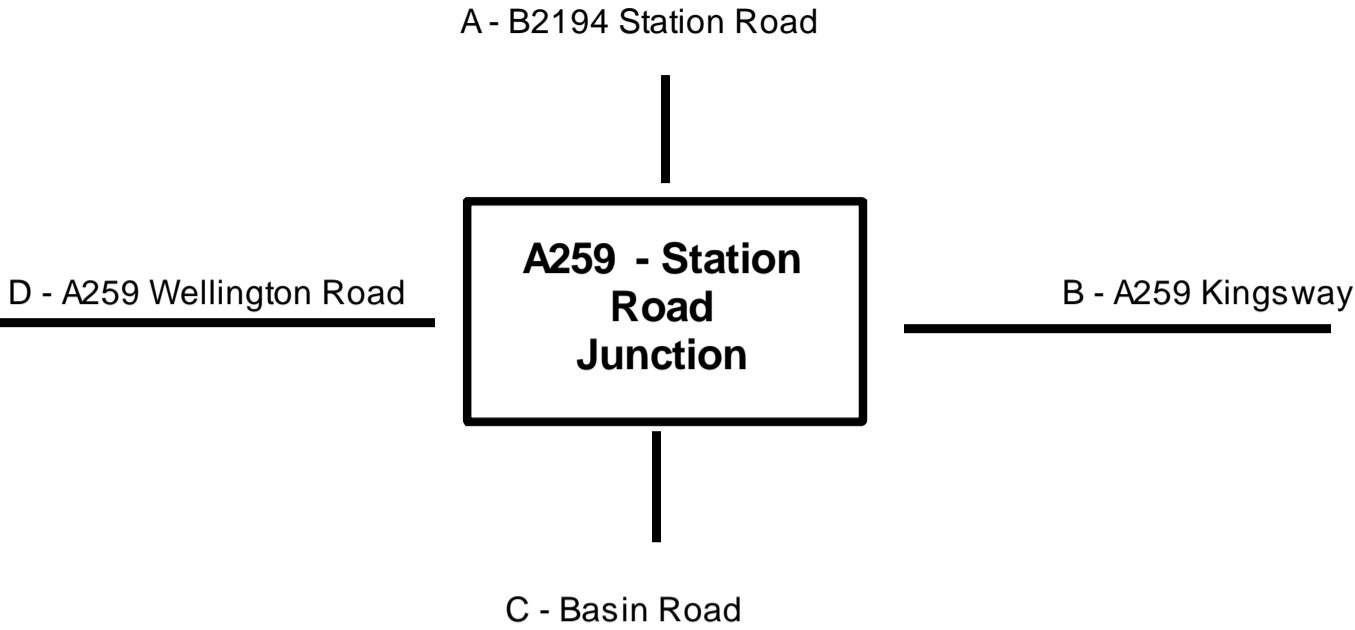 A - B2194 Station Road
A259 - Station
Road
Junction
D - A259 Wellington Road
B - A259 Kingsway
C - Basin Road